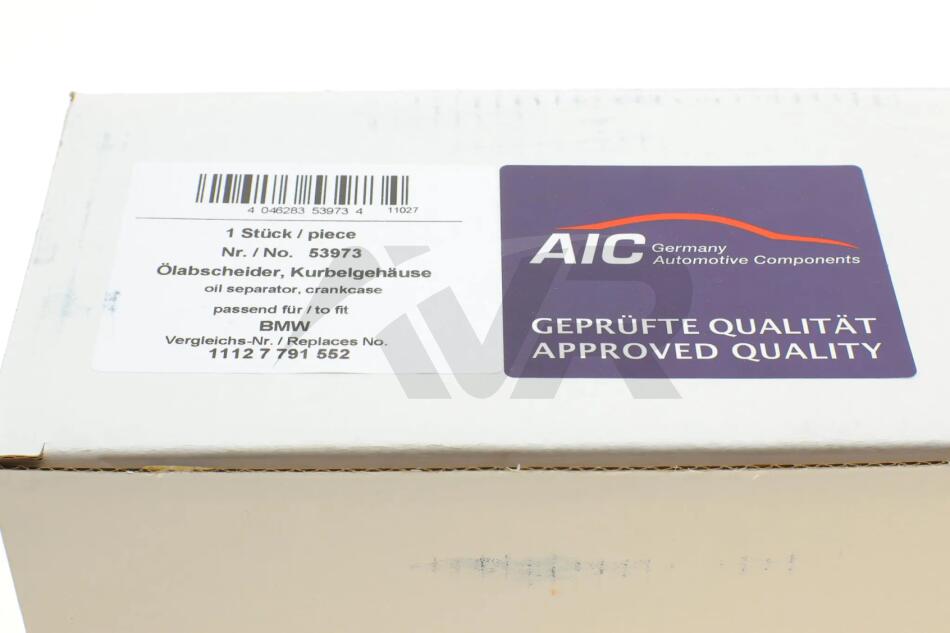 4 046283 53973 4 11027
1 Stück / piece
Nr. / No. 53973
Ölabscheider, Kurbelgehäuse
oil separator, crankcase
passend für / to fit
BMW
Vergleichs-Nr. / Replaces No.
1112 7 791 552
AIC Germany
Automotive Components
GEPRÜFTE QUALITÄT
APPROVED QUALITY
IVR